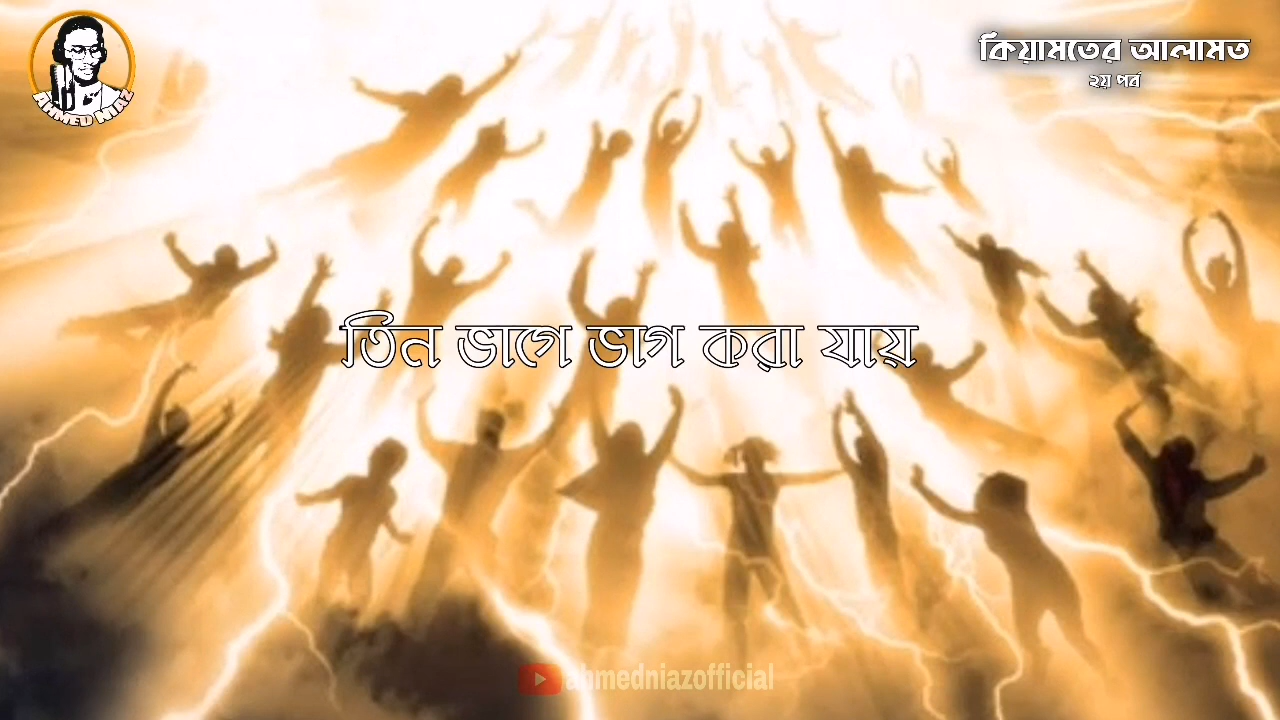 কিয়ামতের আলামত
২য় পর্ব
AHMED NIAZ
তিন ভাগে ভাগ করা যায়
ahmedniazofficial